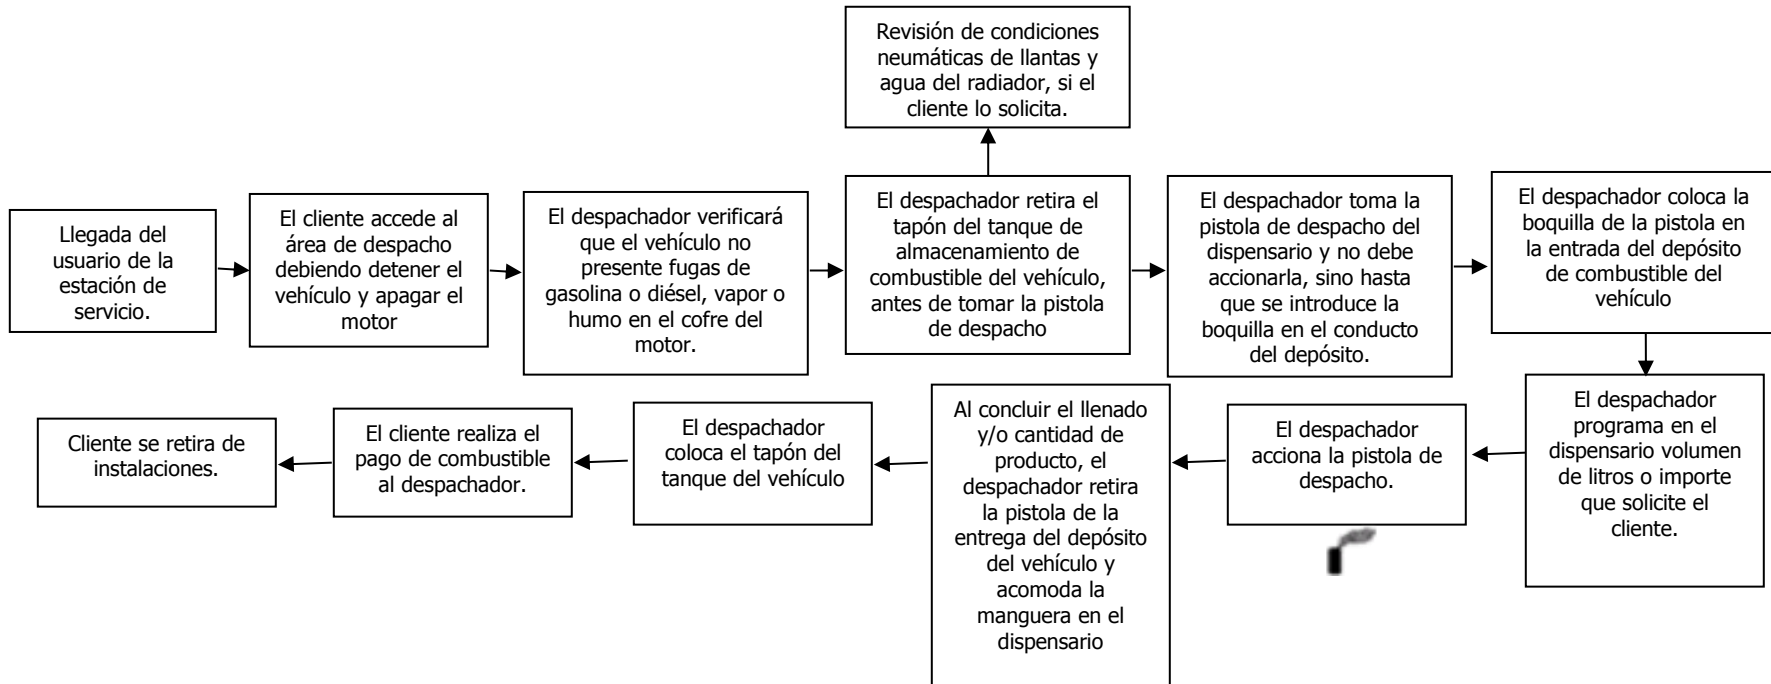 Revisión de condiciones
neumáticas de llantas y
agua del radiador, si el
cliente lo solicita.
Llegada del
usuario de la
estación de
servicio.
El cliente accede al
área de despacho
debiendo detener el
vehículo y apagar el
motor
El despachador verificará
que el vehículo no
presente fugas de
gasolina o diésel, vapor o
humo en el cofre del
motor.
El despachador retira el
tapón del tanque de
almacenamiento de
combustible del vehículo,
antes de tomar la pistola
de despacho
El despachador toma la
pistola de despacho del
dispensario y no debe
accionarla, sino hasta
que se introduce la
boquilla en el conducto
del depósito.
El despachador coloca la
boquilla de la pistola en
la entrada del depósito
de combustible del
vehículo
El despachador
programa en el
dispensario volumen
de litros o importe
que solicite el
cliente.
El despachador
acciona la pistola de
despacho.
Al concluir el llenado
y/o cantidad de
producto, el
despachador retira
la pistola de la
entrega del depósito
del vehículo y
acomoda la
manguera en el
dispensario
El despachador
coloca el tapón del
tanque del vehículo
El cliente realiza el
pago de combustible
al despachador.
Cliente se retira de
instalaciones.